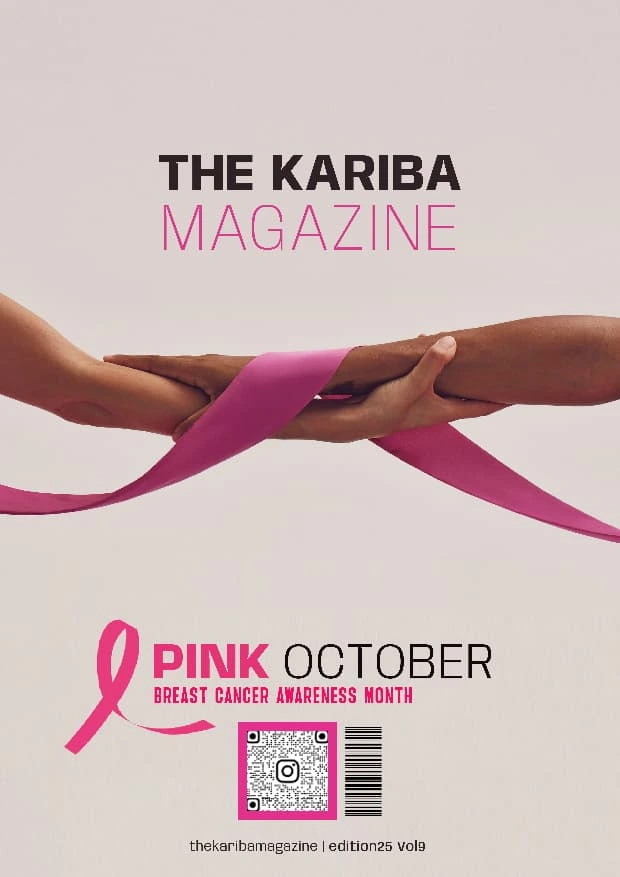 THE KARIBA
MAGAZINE
PINK OCTOBER
BREAST CANCER AWARENESS MONTH
thekaribamagazine | edition25 Vol9